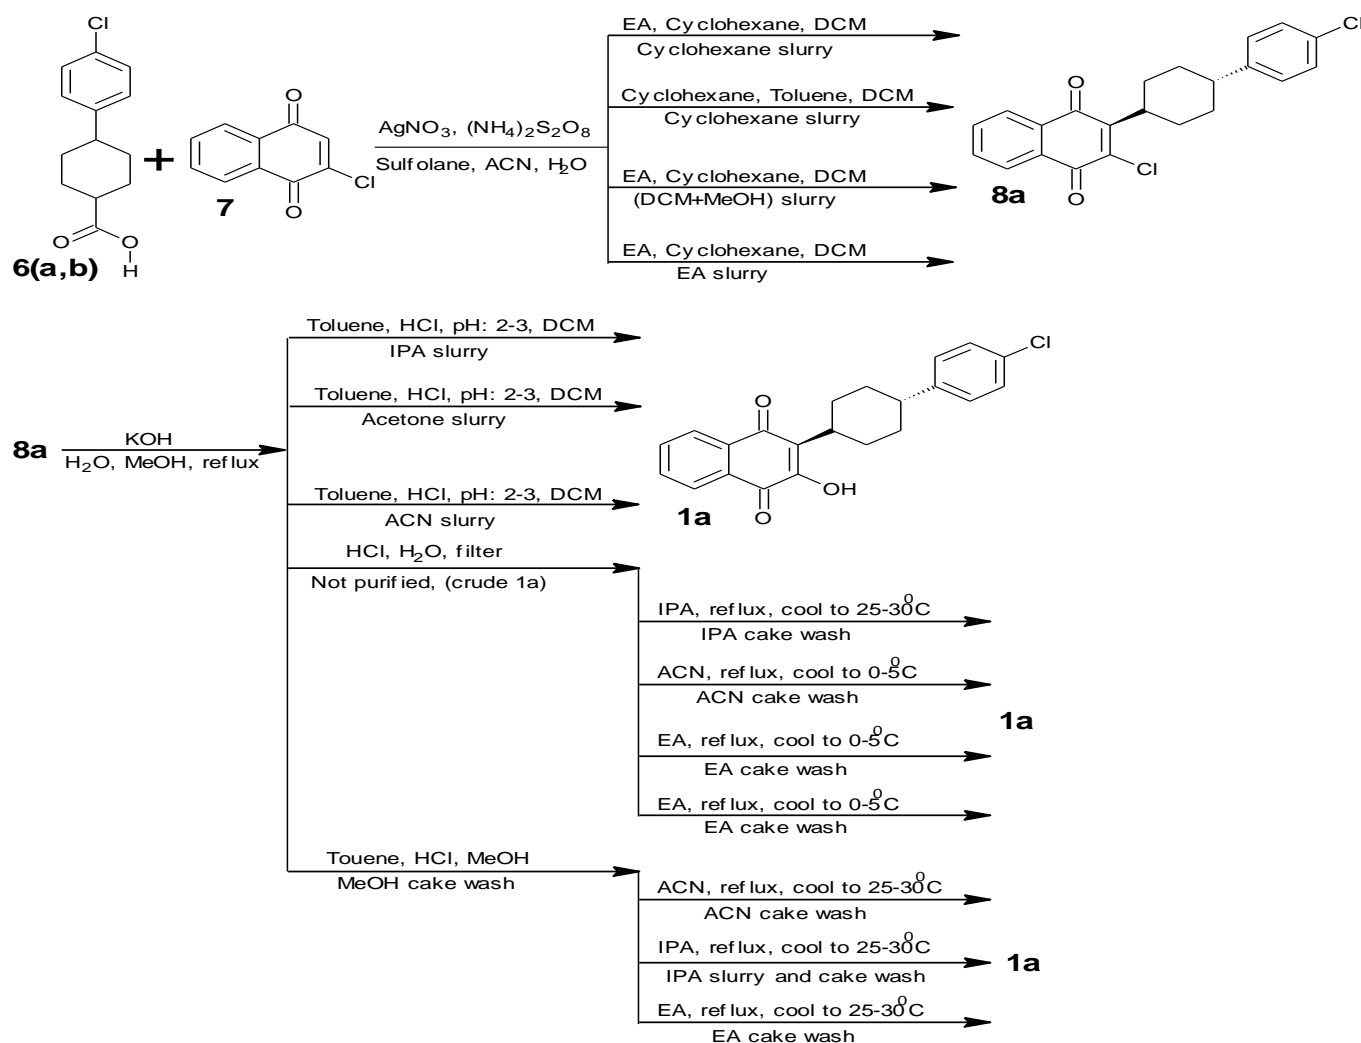 Cl
O
O
Cl
O
O
H
6(a,b)
+
7
AgNO3, (NH4)2S2O8
Sulfolane, ACN, H2O
EA, Cyclohexane, DCM
Cyclohexane slurry
Cyclohexane, Toluene, DCM
Cyclohexane slurry
EA, Cyclohexane, DCM
(DCM+MeOH) slurry
EA, Cyclohexane, DCM
EA slurry
Cl
O
Cl
O
8a
8a
KOH
H2O, MeOH, reflux
Toluene, HCl, pH: 2-3, DCM
IPA slurry
Toluene, HCl, pH: 2-3, DCM
Acetone slurry
Toluene, HCl, pH: 2-3, DCM
ACN slurry
Cl
O
OH
O
1a
HCl, H2O, filter
Not purified, (crude 1a)
IPA, reflux, cool to 25-30 0C
IPA cake wash
ACN, reflux, cool to 0-5 0C
ACN cake wash
EA, reflux, cool to 0-5 0C
EA cake wash
EA, reflux, cool to 0-5 0C
EA cake wash
1a
Touene, HCl, MeOH
MeOH cake wash
ACN, reflux, cool to 25-30 0C
ACN cake wash
IPA, reflux, cool to 25-30 0C
IPA slurry and cake wash
EA, reflux, cool to 25-30 0C
EA cake wash
1a